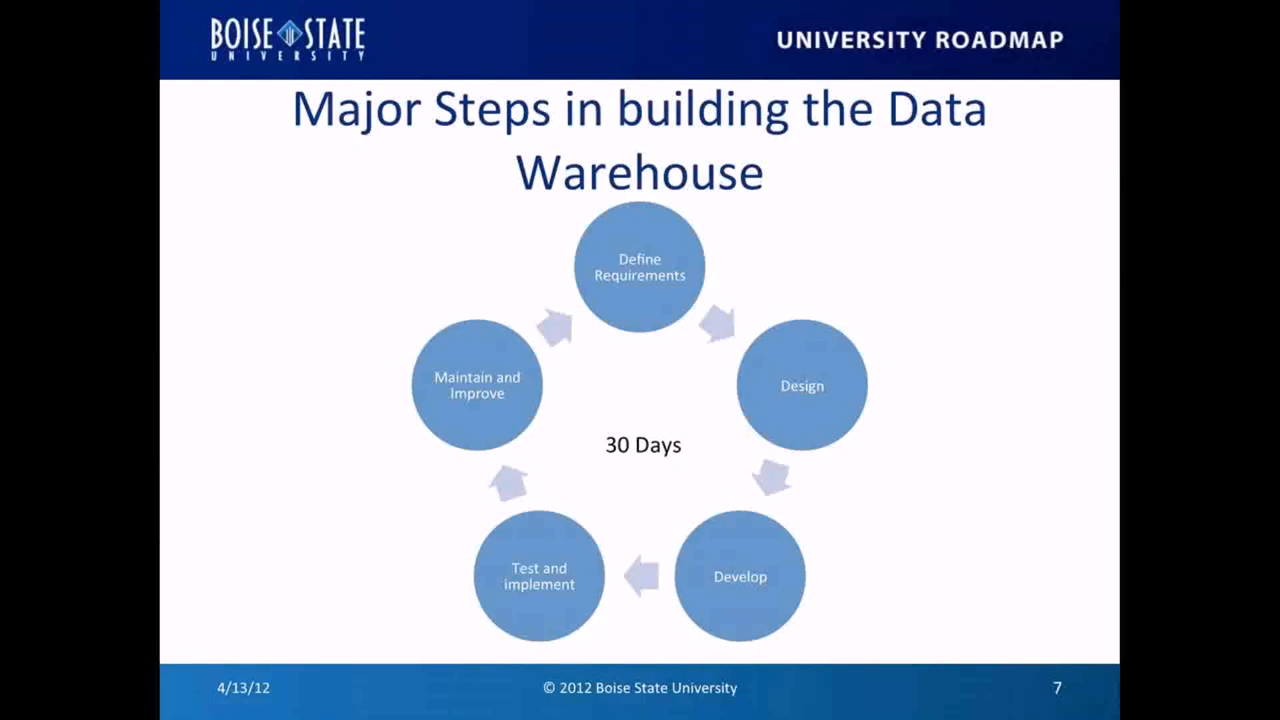 BOISE STATE
UNIVERSITY
UNIVERSITY ROADMAP
Major Steps in building the Data
Warehouse
Define
Requirements
Design
Develop
Test and
implement
Maintain and
Improve
30 Days
4/13/12
© 2012 Boise State University
7